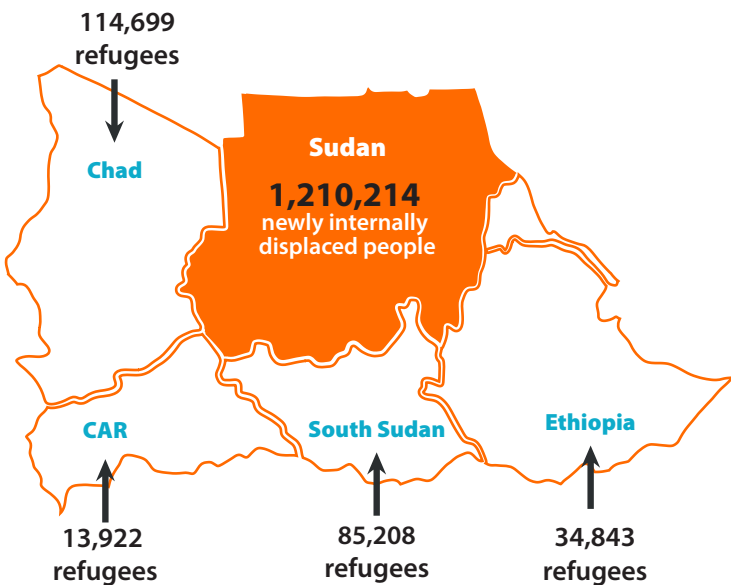 114,699
refugees
Chad
Sudan
1,210,214
newly internally
displaced people
CAR
South Sudan
Ethiopia
13,922
refugees
85,208
refugees
34,843
refugees